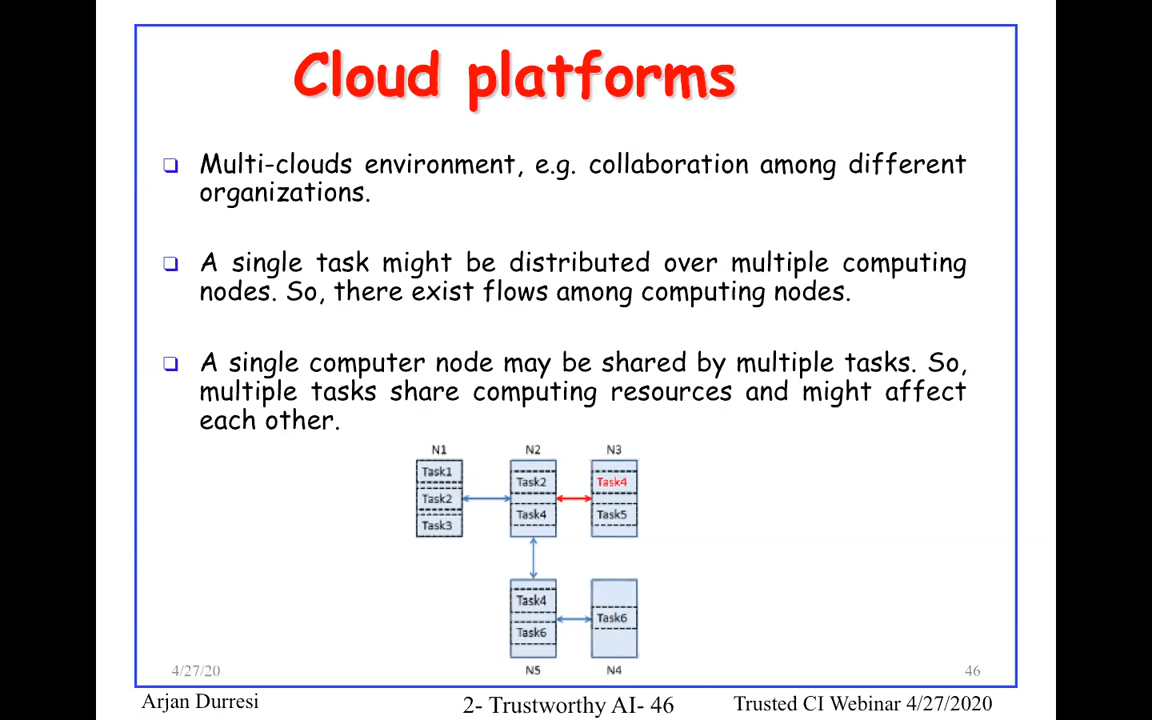 Cloud platforms
Multi-clouds environment, e.g. collaboration among different
organizations.
A single task might be distributed over multiple computing
nodes. So, there exist flows among computing nodes.
A single computer node may be shared by multiple tasks. So,
multiple tasks share computing resources and might affect
each other.
N1 N2 N3
Task1
Task2
Task3
Task2
Task4
Task4
Task5
Task4
Task6
Task6
N5 N4
4/27/20 46
Arjan Durresi 2- Trustworthy AI- 46 Trusted CI Webinar 4/27/2020